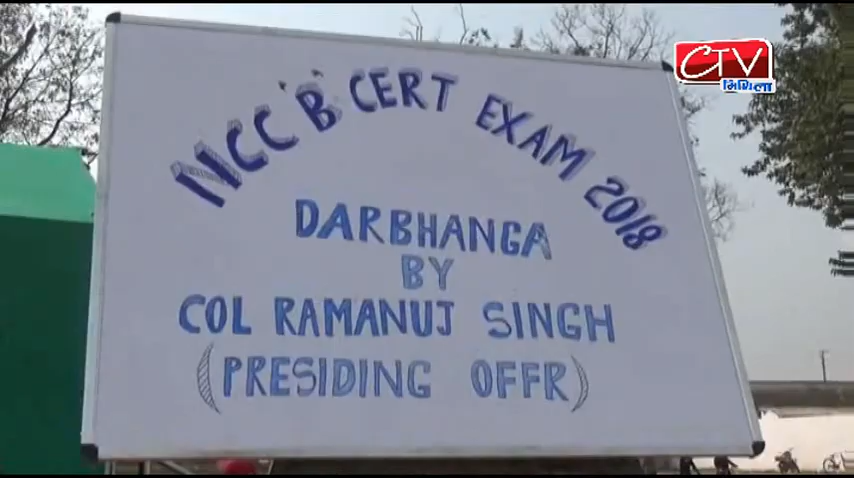 CTV
मिथिला
NCC 'B' CERT EXAM 2018
DARBHANGA
BY
COL RAMANUJ SINGH
(PRESIDING OFFR)